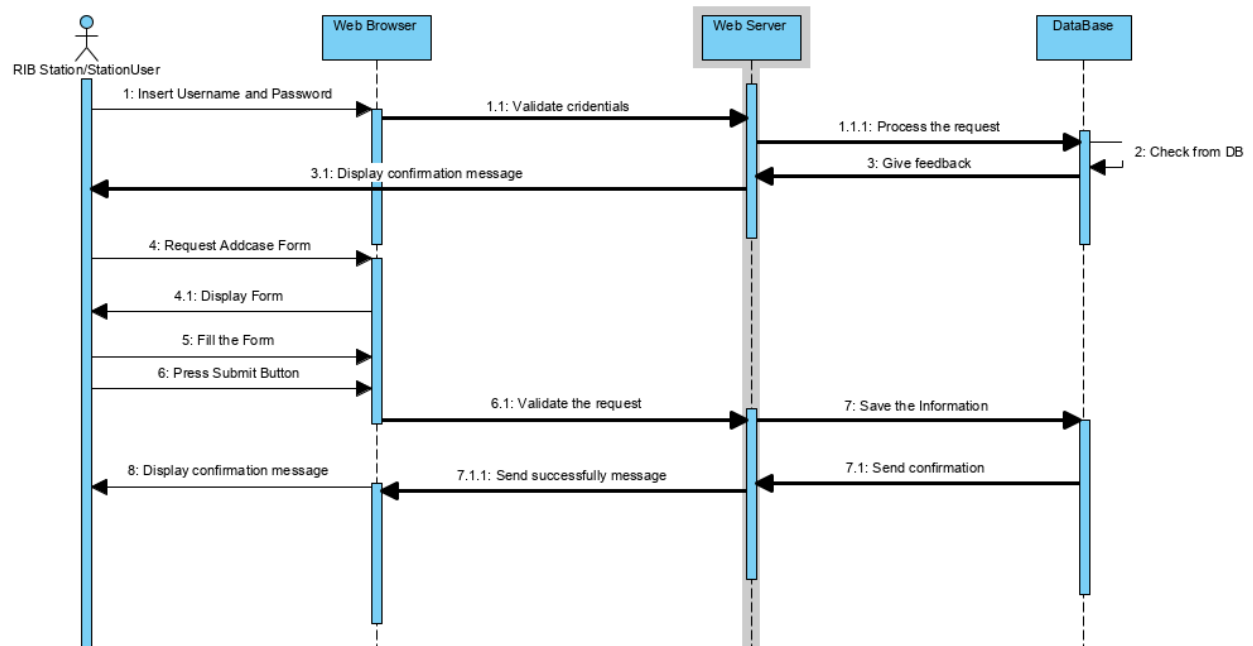 Web Browser
Web Server
DataBase
RIB Station/StationUser
1: Insert Username and Password
1.1: Validate cridentials
1.1.1: Process the request
2: Check from DB
3: Give feedback
3.1: Display confirmation message
4: Request Addcase Form
4.1: Display Form
5: Fill the Form
6: Press Submit Button
6.1: Validate the request
7: Save the Information
7.1: Send confirmation
7.1.1: Send successfully message
8: Display confirmation message